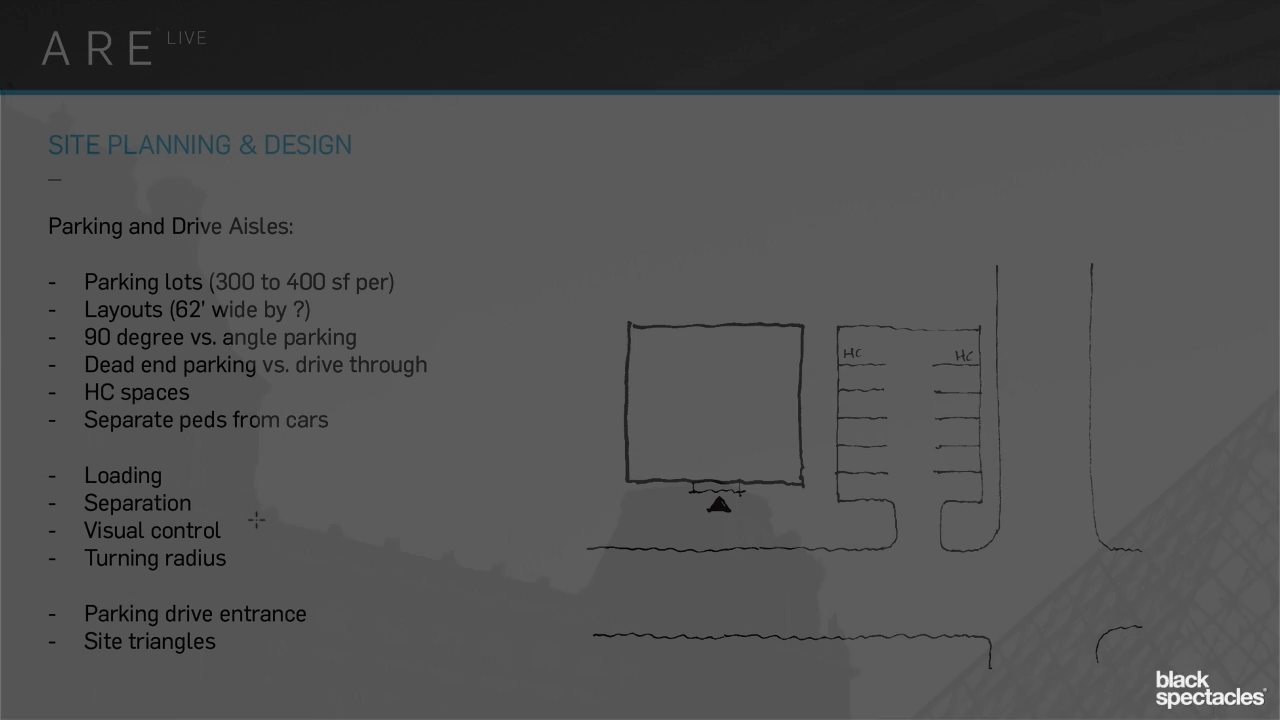 ARE LIVE
SITE PLANNING & DESIGN
Parking and Drive Aisles:
- Parking lots (300 to 400 sf per)
- Layouts (62' wide by ?)
- 90 degree vs. angle parking
- Dead end parking vs. drive through
- HC spaces
- Separate peds from cars
- Loading
- Separation
- Visual control
- Turning radius
- Parking drive entrance
- Site triangles
HC HC
black
spectacles